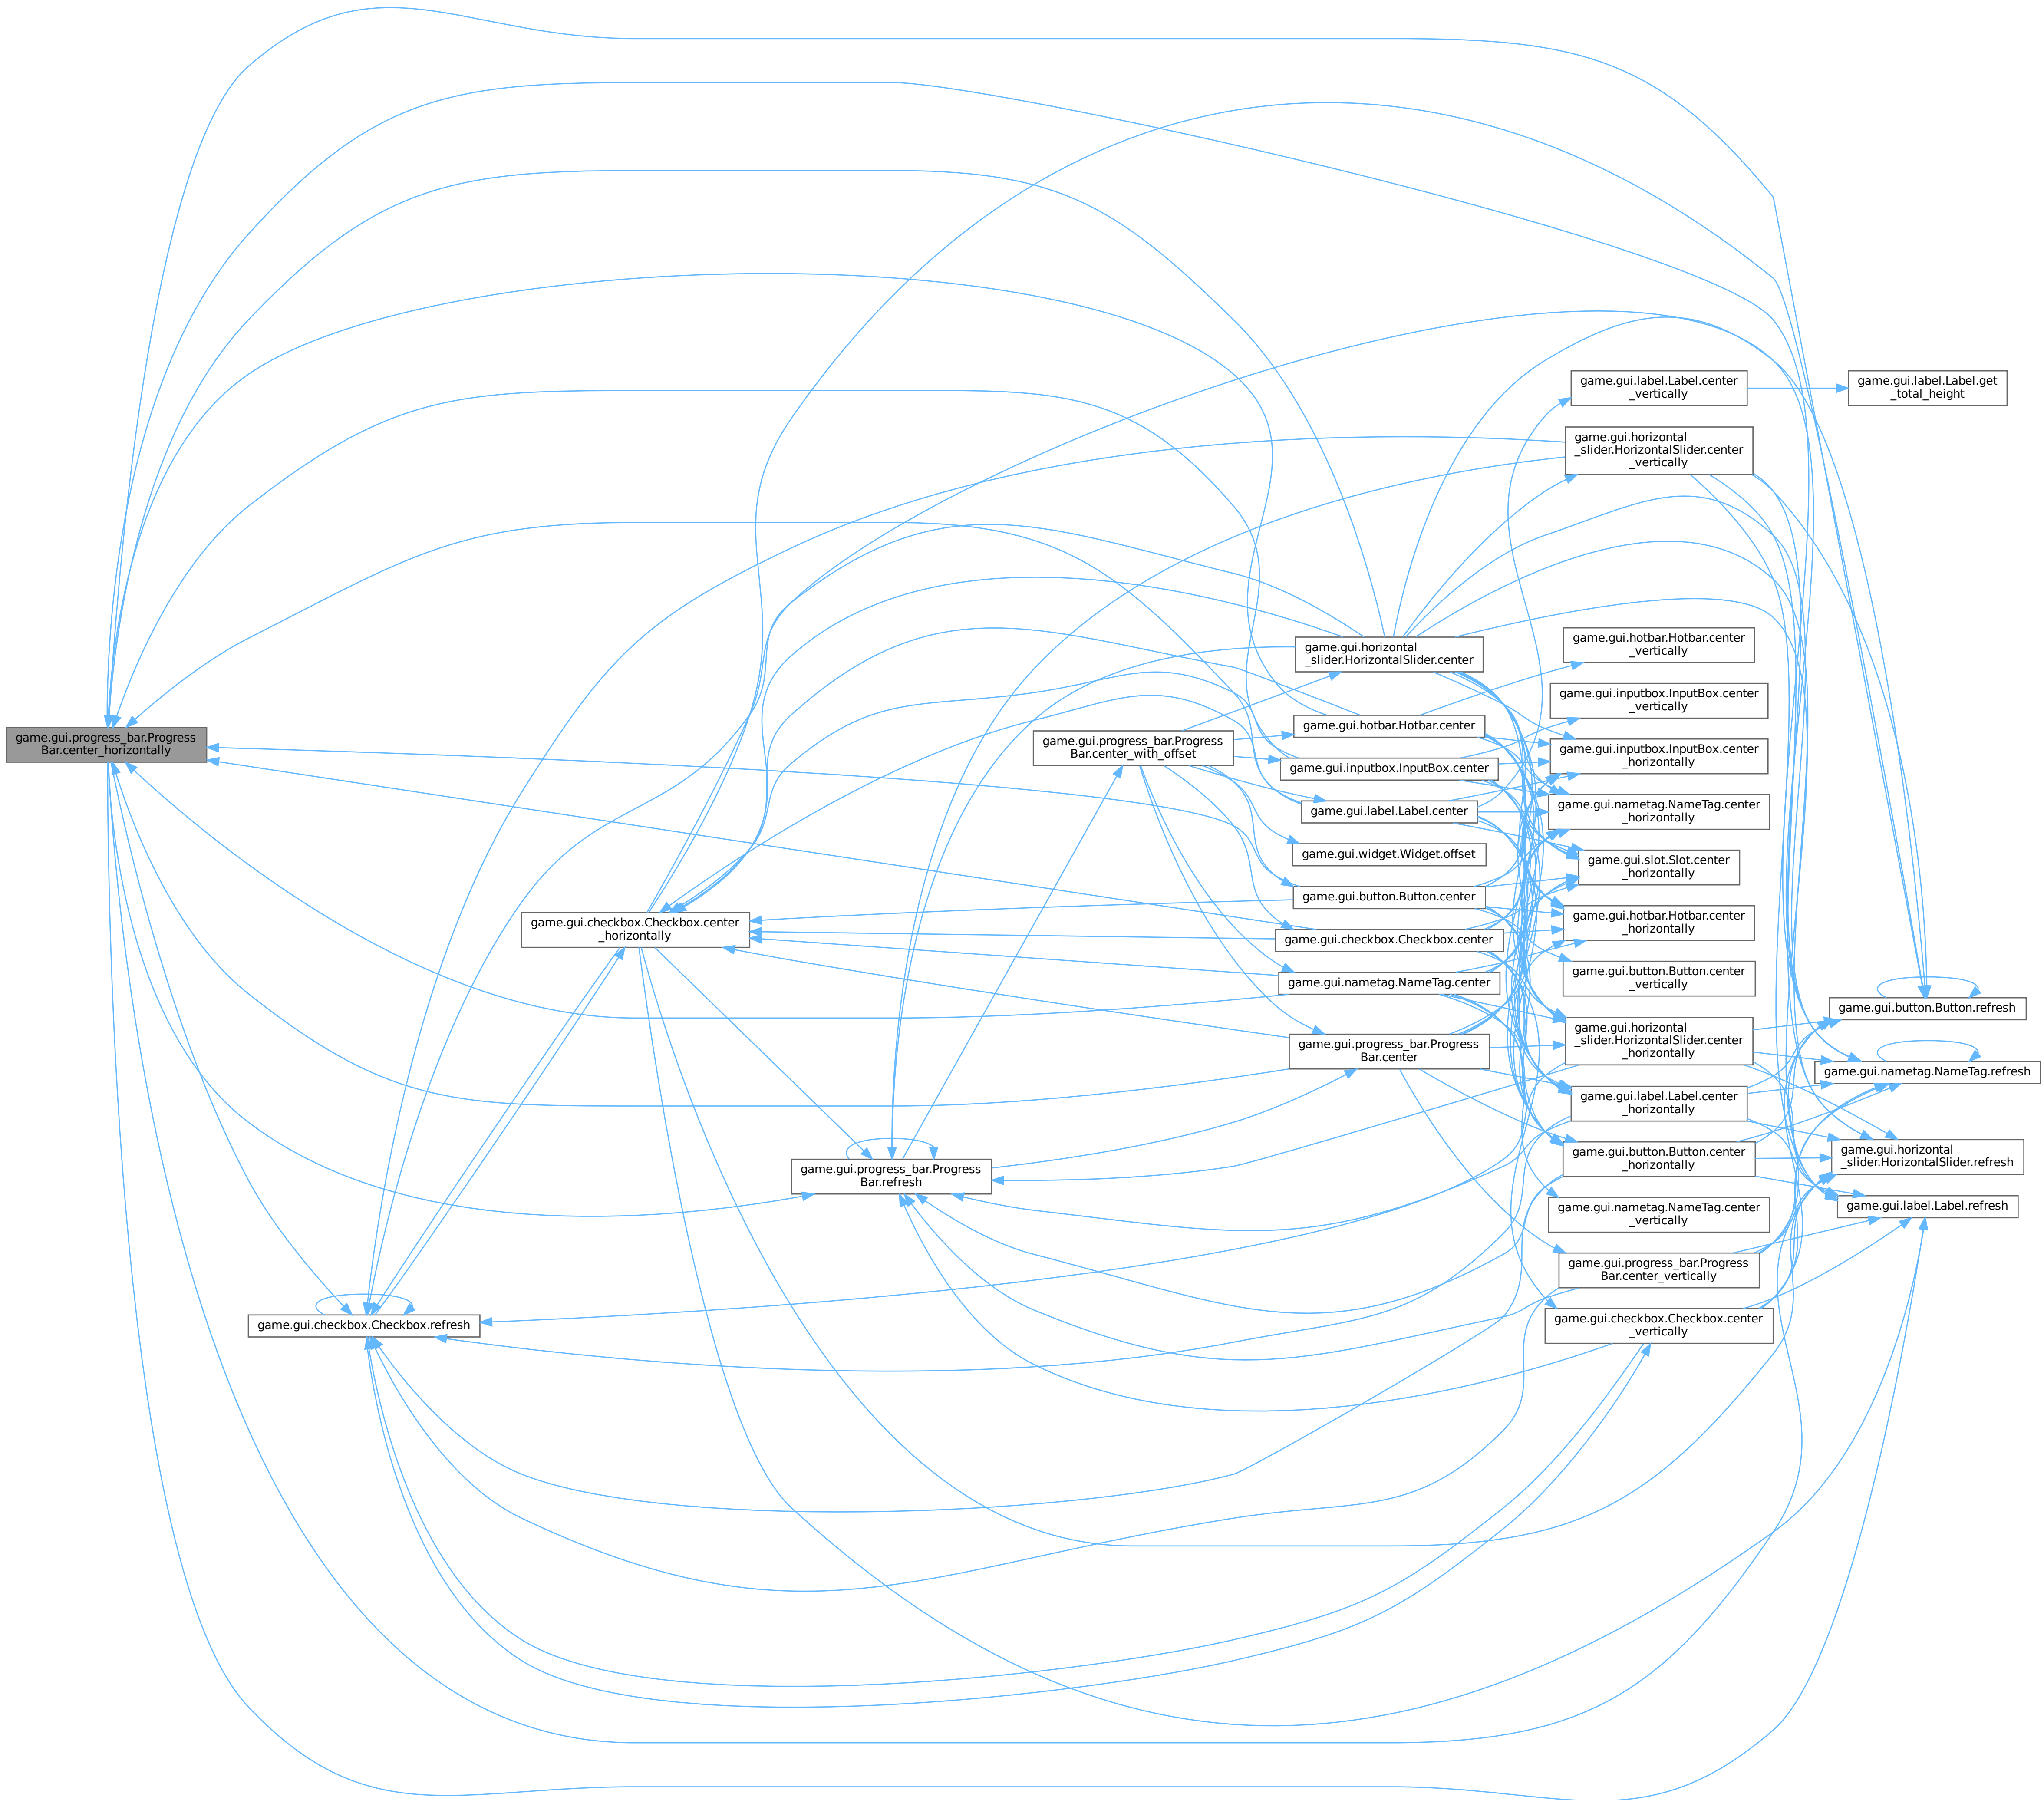 game.gui.progress_bar.Progress
Bar.center_horizontally
game.gui.checkbox.Checkbox.refresh
game.gui.checkbox.Checkbox.center
_horizontally
game.gui.progress_bar.Progress
Bar.refresh
game.gui.progress_bar.Progress
Bar.center_with_offset
game.gui.horizontal
_slider.HorizontalSlider.center
game.gui.hotbar.Hotbar.center
game.gui.inputbox.InputBox.center
game.gui.label.Label.center
game.gui.widget.Widget.offset
game.gui.button.Button.center
game.gui.checkbox.Checkbox.center
game.gui.nametag.NameTag.center
game.gui.progress_bar.Progress
Bar.center
game.gui.label.Label.center
_vertically
game.gui.horizontal
_slider.HorizontalSlider.center
_vertically
game.gui.hotbar.Hotbar.center
_vertically
game.gui.inputbox.InputBox.center
_vertically
game.gui.inputbox.InputBox.center
_horizontally
game.gui.nametag.NameTag.center
_horizontally
game.gui.slot.Slot.center
_horizontally
game.gui.hotbar.Hotbar.center
_horizontally
game.gui.button.Button.center
_vertically
game.gui.horizontal
_slider.HorizontalSlider.center
_horizontally
game.gui.label.Label.center
_horizontally
game.gui.button.Button.center
_horizontally
game.gui.nametag.NameTag.center
_vertically
game.gui.progress_bar.Progress
Bar.center_vertically
game.gui.checkbox.Checkbox.center
_vertically
game.gui.label.Label.get
_total_height
game.gui.button.Button.refresh
game.gui.nametag.NameTag.refresh
game.gui.horizontal
_slider.HorizontalSlider.refresh
game.gui.label.Label.refresh